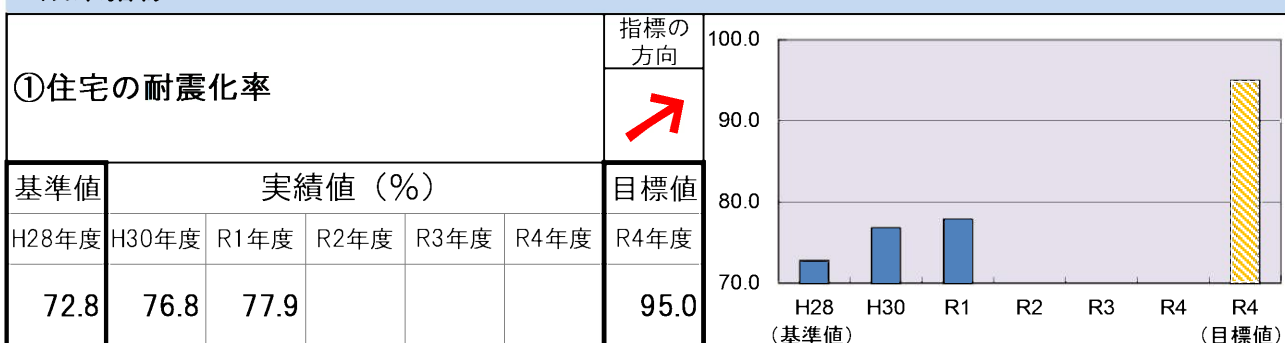 ①住宅の耐震化率
指標の
方向
基準値 実績値（%） 目標値
H28年度 H30年度 R1年度 R2年度 R3年度 R4年度 R4年度
72.8 76.8 77.9 95.0
100.0
90.0
80.0
70.0
H28 H30 R1 R2 R3 R4 R4
（基準値） （目標値）